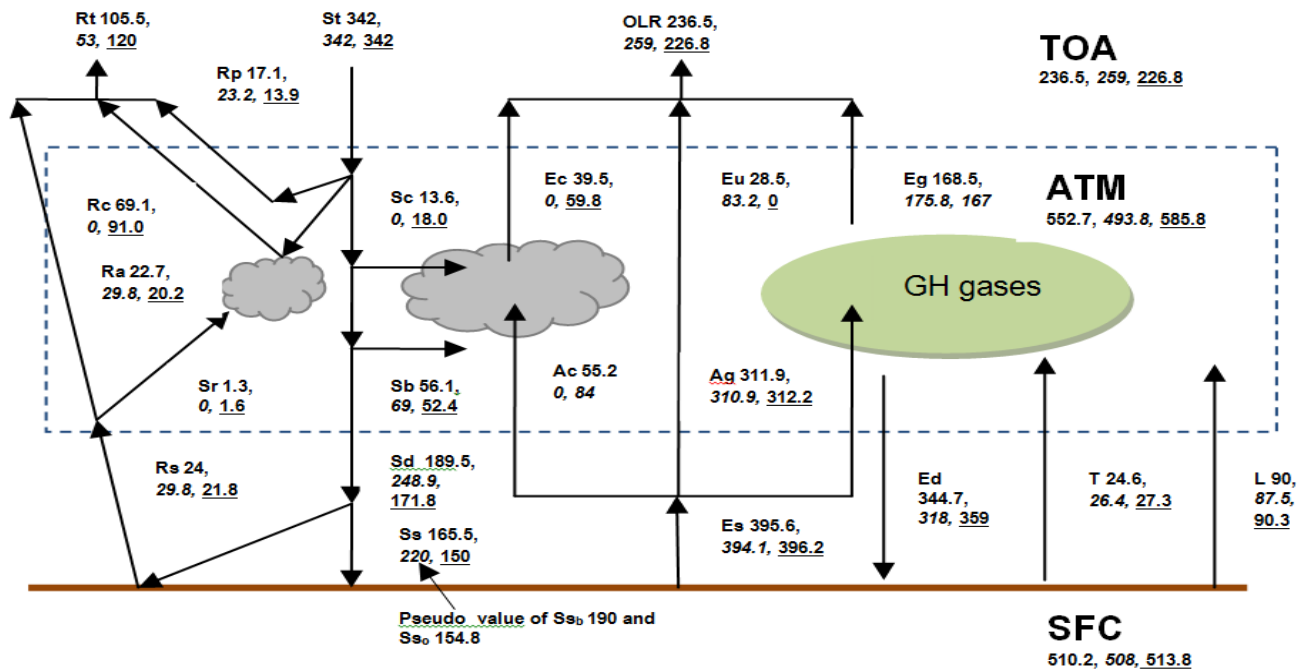 Rt 105.5,
53, 120
St 342,
342, 342
OLR 236.5,
259, 226.8
TOA
236.5, 259, 226.8
Rp 17.1,
23.2, 13.9
Rc 69.1,
0, 91.0
Sc 13.6,
0, 18.0
Ec 39.5,
0, 59.8
Eu 28.5,
83.2, 0
Eg 168.5,
175.8, 167
ATM
552.7, 493.8, 585.8
Ra 22.7,
29.8, 20.2
GH gases
Sr 1.3,
0, 1.6
Sb 56.1,
69, 52.4
Ac 55.2
0, 84
Ag 311.9,
310.9, 312.2
Rs 24,
29.8, 21.8
Sd 189.5,
248.9,
171.8
Ss 165.5,
220, 150
Es 395.6,
394.1, 396.2
Ed
344.7,
318, 359
T 24.6,
26.4, 27.3
L 90,
87.5,
90.3
Pseudo value of Ssb 190 and
Sso 154.8
SFC
510.2, 508, 513.8